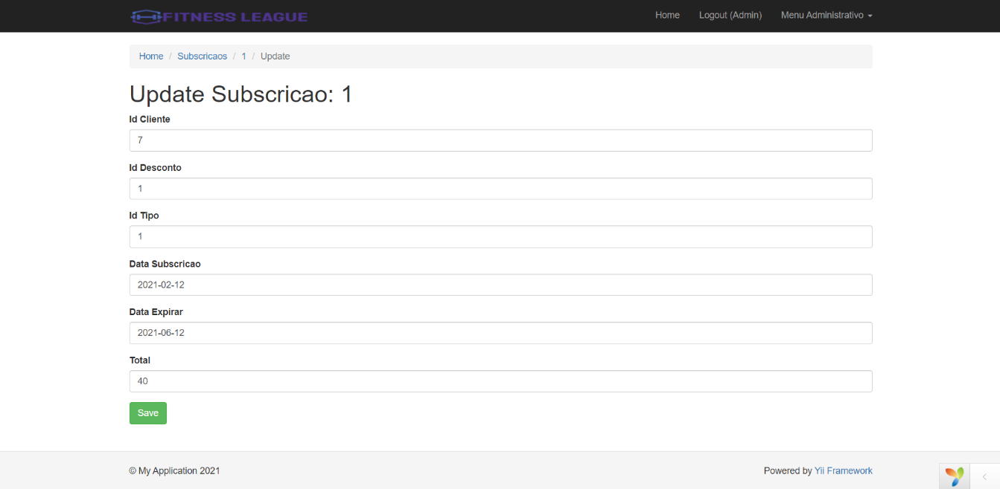 FITNESS LEAGUE Home Logout (Admin) Menu Administrativo
Home / Subscricaos / 1 / Update
Update Subscricao: 1
Id Cliente
7
Id Desconto
1
Id Tipo
1
Data Subscricao
2021-02-12
Data Expirar
2021-06-12
Total
40
Save
© My Application 2021 Powered by Yii Framework